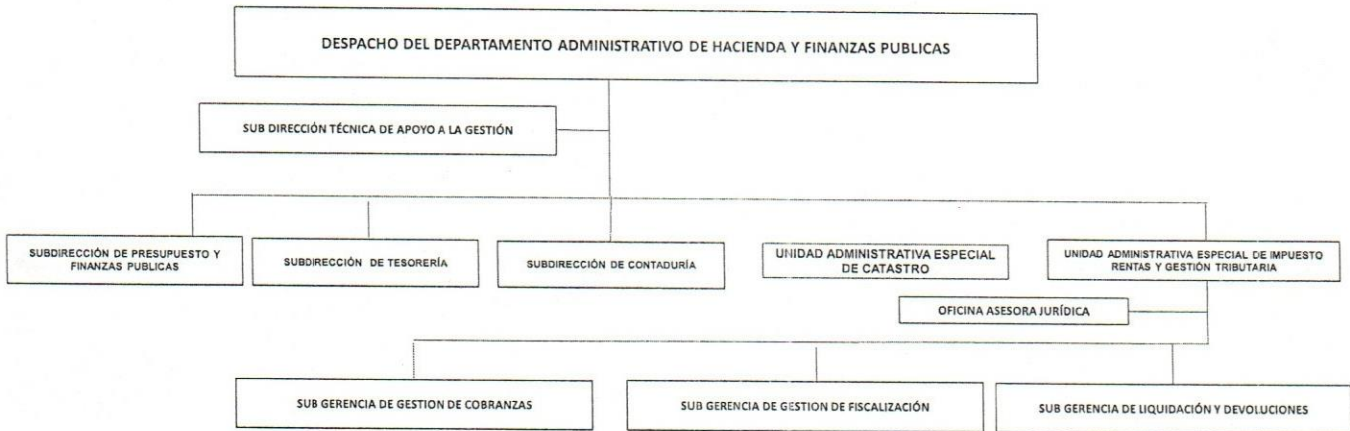 DESPACHO DEL DEPARTAMENTO ADMINISTRATIVO DE HACIENDA Y FINANZAS PUBLICAS
SUB DIRECCIÓN TÉCNICA DE APOYO A LA GESTIÓN
SUBDIRECCIÓN DE PRESUPUESTO Y
FINANZAS PUBLICAS
SUBDIRECCIÓN DE TESORERÍA
SUBDIRECCIÓN DE CONTADURÍA
UNIDAD ADMINISTRATIVA ESPECIAL
DE CATASTRO
UNIDAD ADMINISTRATIVA ESPECIAL DE IMPUESTO
RENTAS Y GESTIÓN TRIBUTARIA
OFICINA ASESORA JURÍDICA
SUB GERENCIA DE GESTION DE COBRANZAS
SUB GERENCIA DE GESTION DE FISCALIZACIÓN
SUB GERENCIA DE LIQUIDACIÓN Y DEVOLUCIONES